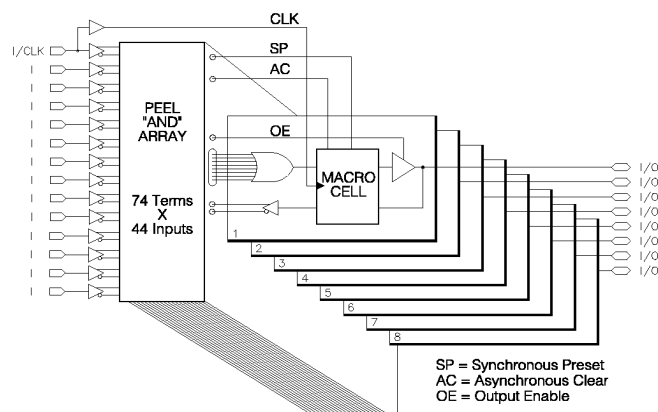 CLK
I/CLK
SP
I
AC
I
I
PEEL
"AND"
ARRAY
I
OE
I
I
I/O
MACRO
CELL
I
I/O
I
74 Terms
X
44 Inputs
I/O
I
I/O
I
I/O
1
I
I/O
2
I
I/O
3
I
I/O
4
I
5
6
7
8
SP = Synchronous Preset
AC = Asynchronous Clear
OE = Output Enable